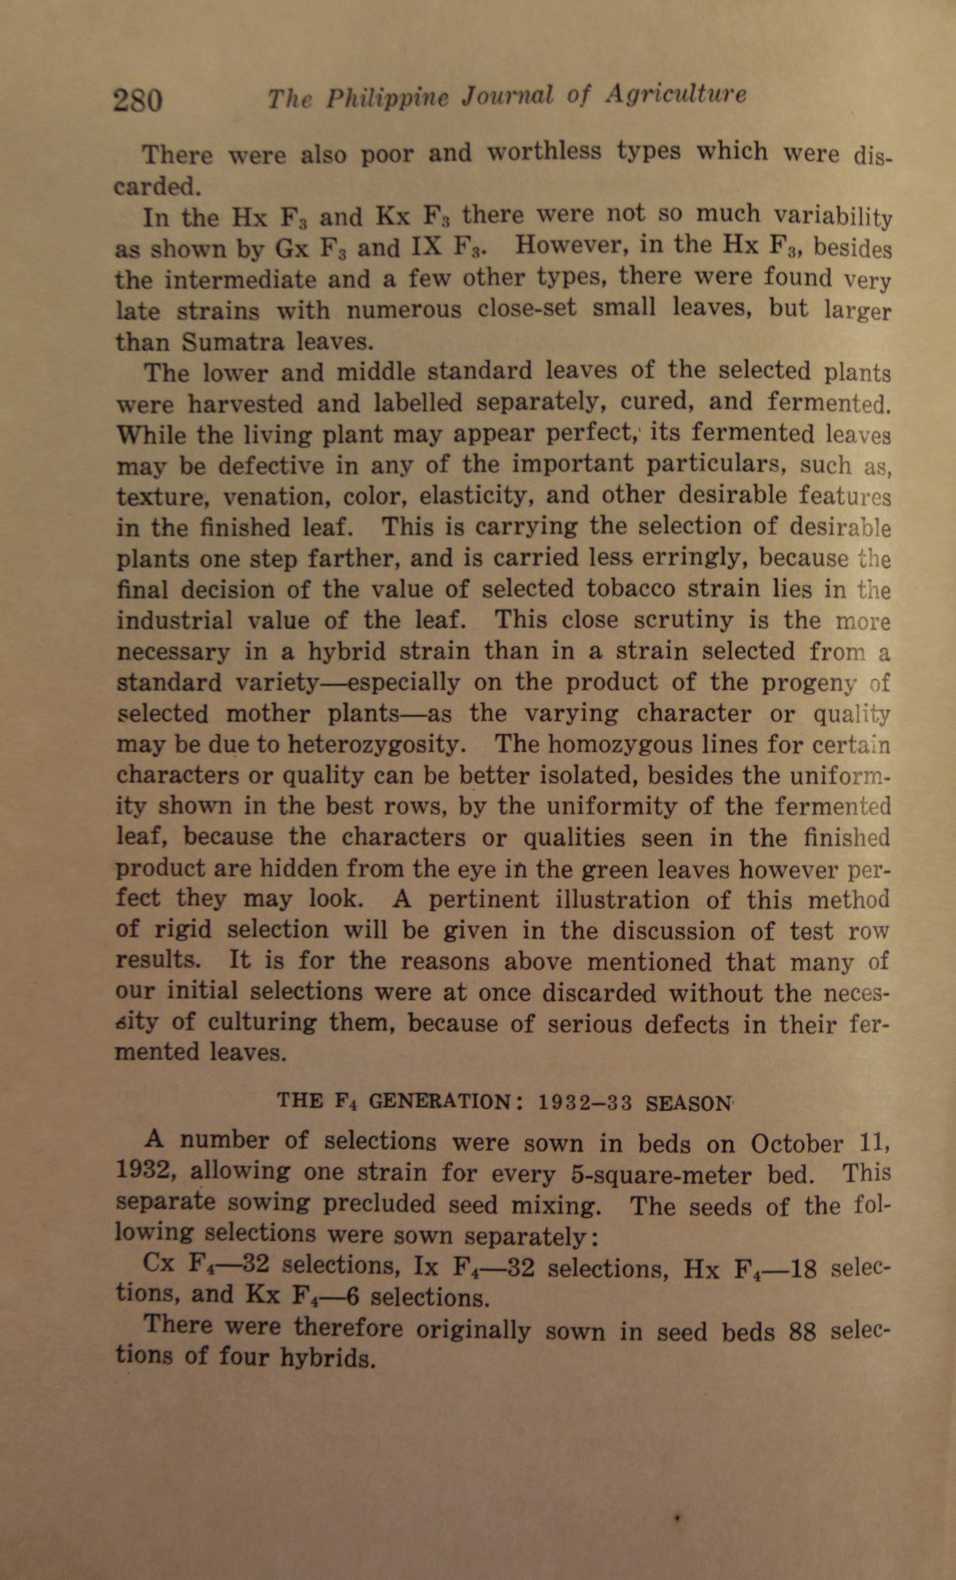 280 The Philippine Journal of Agriculture
There were also poor and worthless types which were dis-
carded.
In the Hx F₃ and Kx F₃ there were not so much variability
as shown by Gx F₃ and IX F₃. However, in the Hx F₃, besides
the intermediate and a few other types, there were found very
late strains with numerous close-set small leaves, but larger
than Sumatra leaves.
The lower and middle standard leaves of the selected plants
were harvested and labelled separately, cured, and fermented.
While the living plant may appear perfect, its fermented leaves
may be defective in any of the important particulars, such as,
texture, venation, color, elasticity, and other desirable features
in the finished leaf. This is carrying the selection of desirable
plants one step farther, and is carried less erringly, because the
final decision of the value of selected tobacco strain lies in the
industrial value of the leaf. This close scrutiny is the more
necessary in a hybrid strain than in a strain selected from a
standard variety—especially on the product of the progeny of
selected mother plants—as the varying character or quality
may be due to heterozygosity. The homozygous lines for certain
characters or quality can be better isolated, besides the uniform-
ity shown in the best rows, by the uniformity of the fermented
leaf, because the characters or qualities seen in the finished
product are hidden from the eye in the green leaves however per-
fect they may look. A pertinent illustration of this method
of rigid selection will be given in the discussion of test row
results. It is for the reasons above mentioned that many of
our initial selections were at once discarded without the neces-
sity of culturing them, because of serious defects in their fer-
mented leaves.
THE F₄ GENERATION: 1932–33 SEASON
A number of selections were sown in beds on October 11,
1932, allowing one strain for every 5-square-meter bed. This
separate sowing precluded seed mixing. The seeds of the fol-
lowing selections were sown separately:
Cx F₄—32 selections, Ix F₄—32 selections, Hx F₄—18 selec-
tions, and Kx F₄—6 selections.
There were therefore originally sown in seed beds 88 selec-
tions of four hybrids.